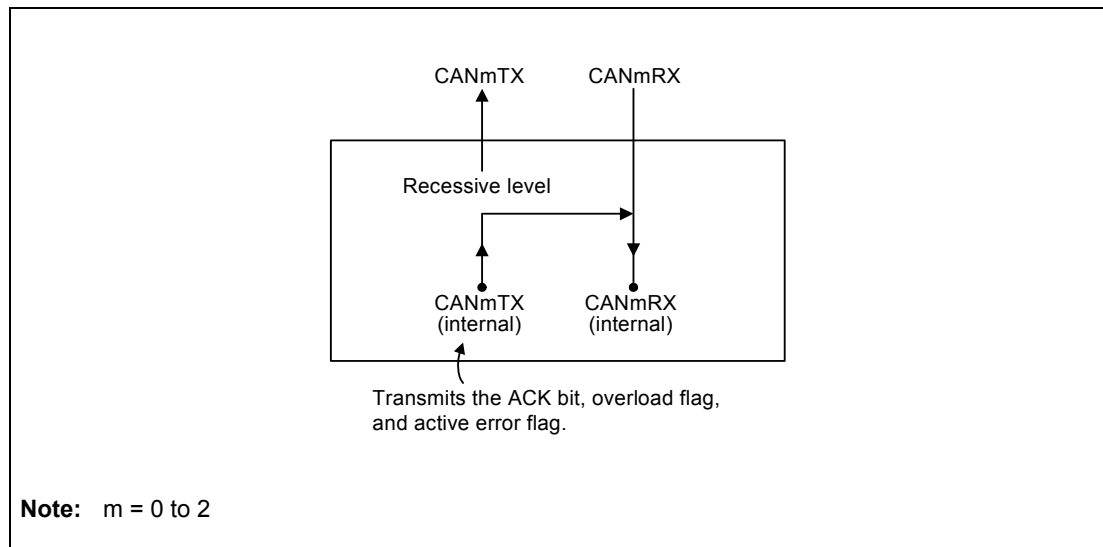 CANmTX
CANmRX
Recessive level
CANmTX
(internal)
CANmRX
(internal)
Transmits the ACK bit, overload flag,
and active error flag.
Note: m = 0 to 2